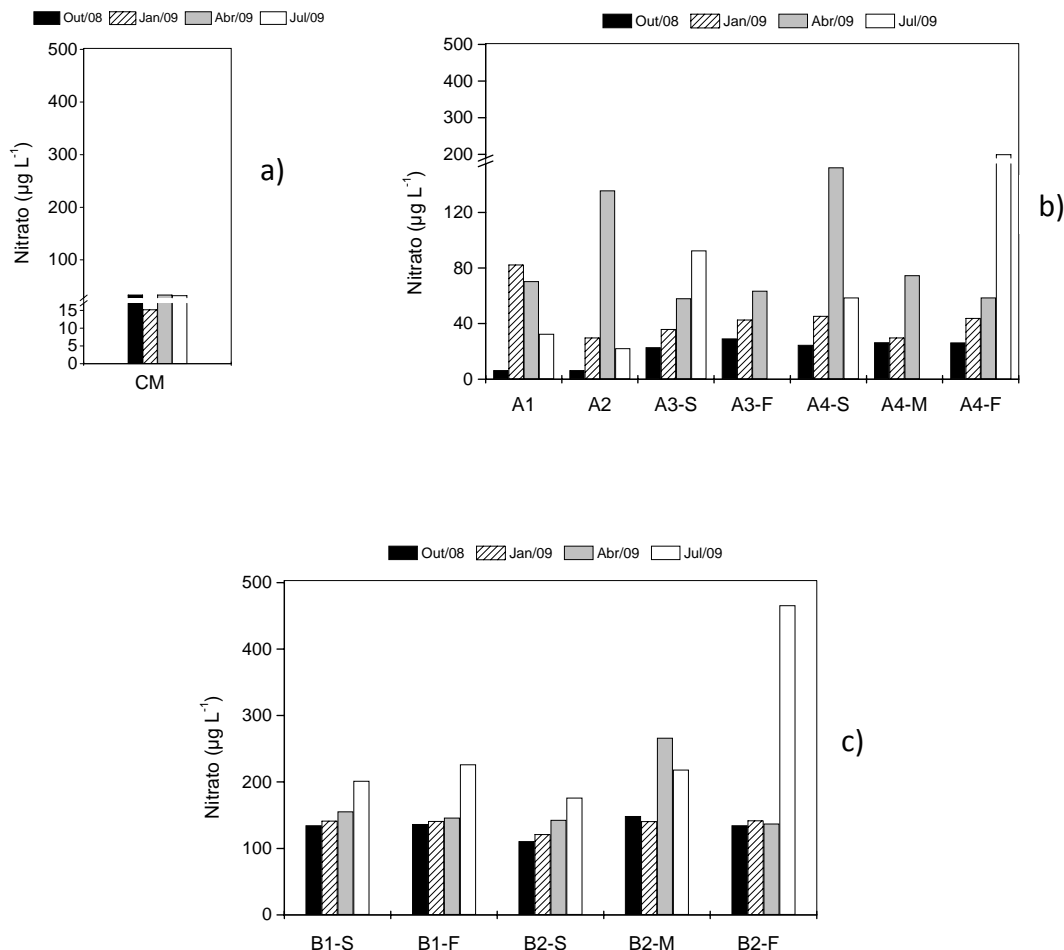 Out/08 Jan/09 Abr/09 Jul/09
500
400
300
200
100
15
10
5
0
Nitrato (µg L⁻¹)
CM
a)
Out/08 Jan/09 Abr/09 Jul/09
500
400
300
200
120
80
40
0
Nitrato (µg L⁻¹)
A1 A2 A3-S A3-F A4-S A4-M A4-F
b)
Out/08 Jan/09 Abr/09 Jul/09
500
400
300
200
100
0
Nitrato (µg L⁻¹)
B1-S B1-F B2-S B2-M B2-F
c)